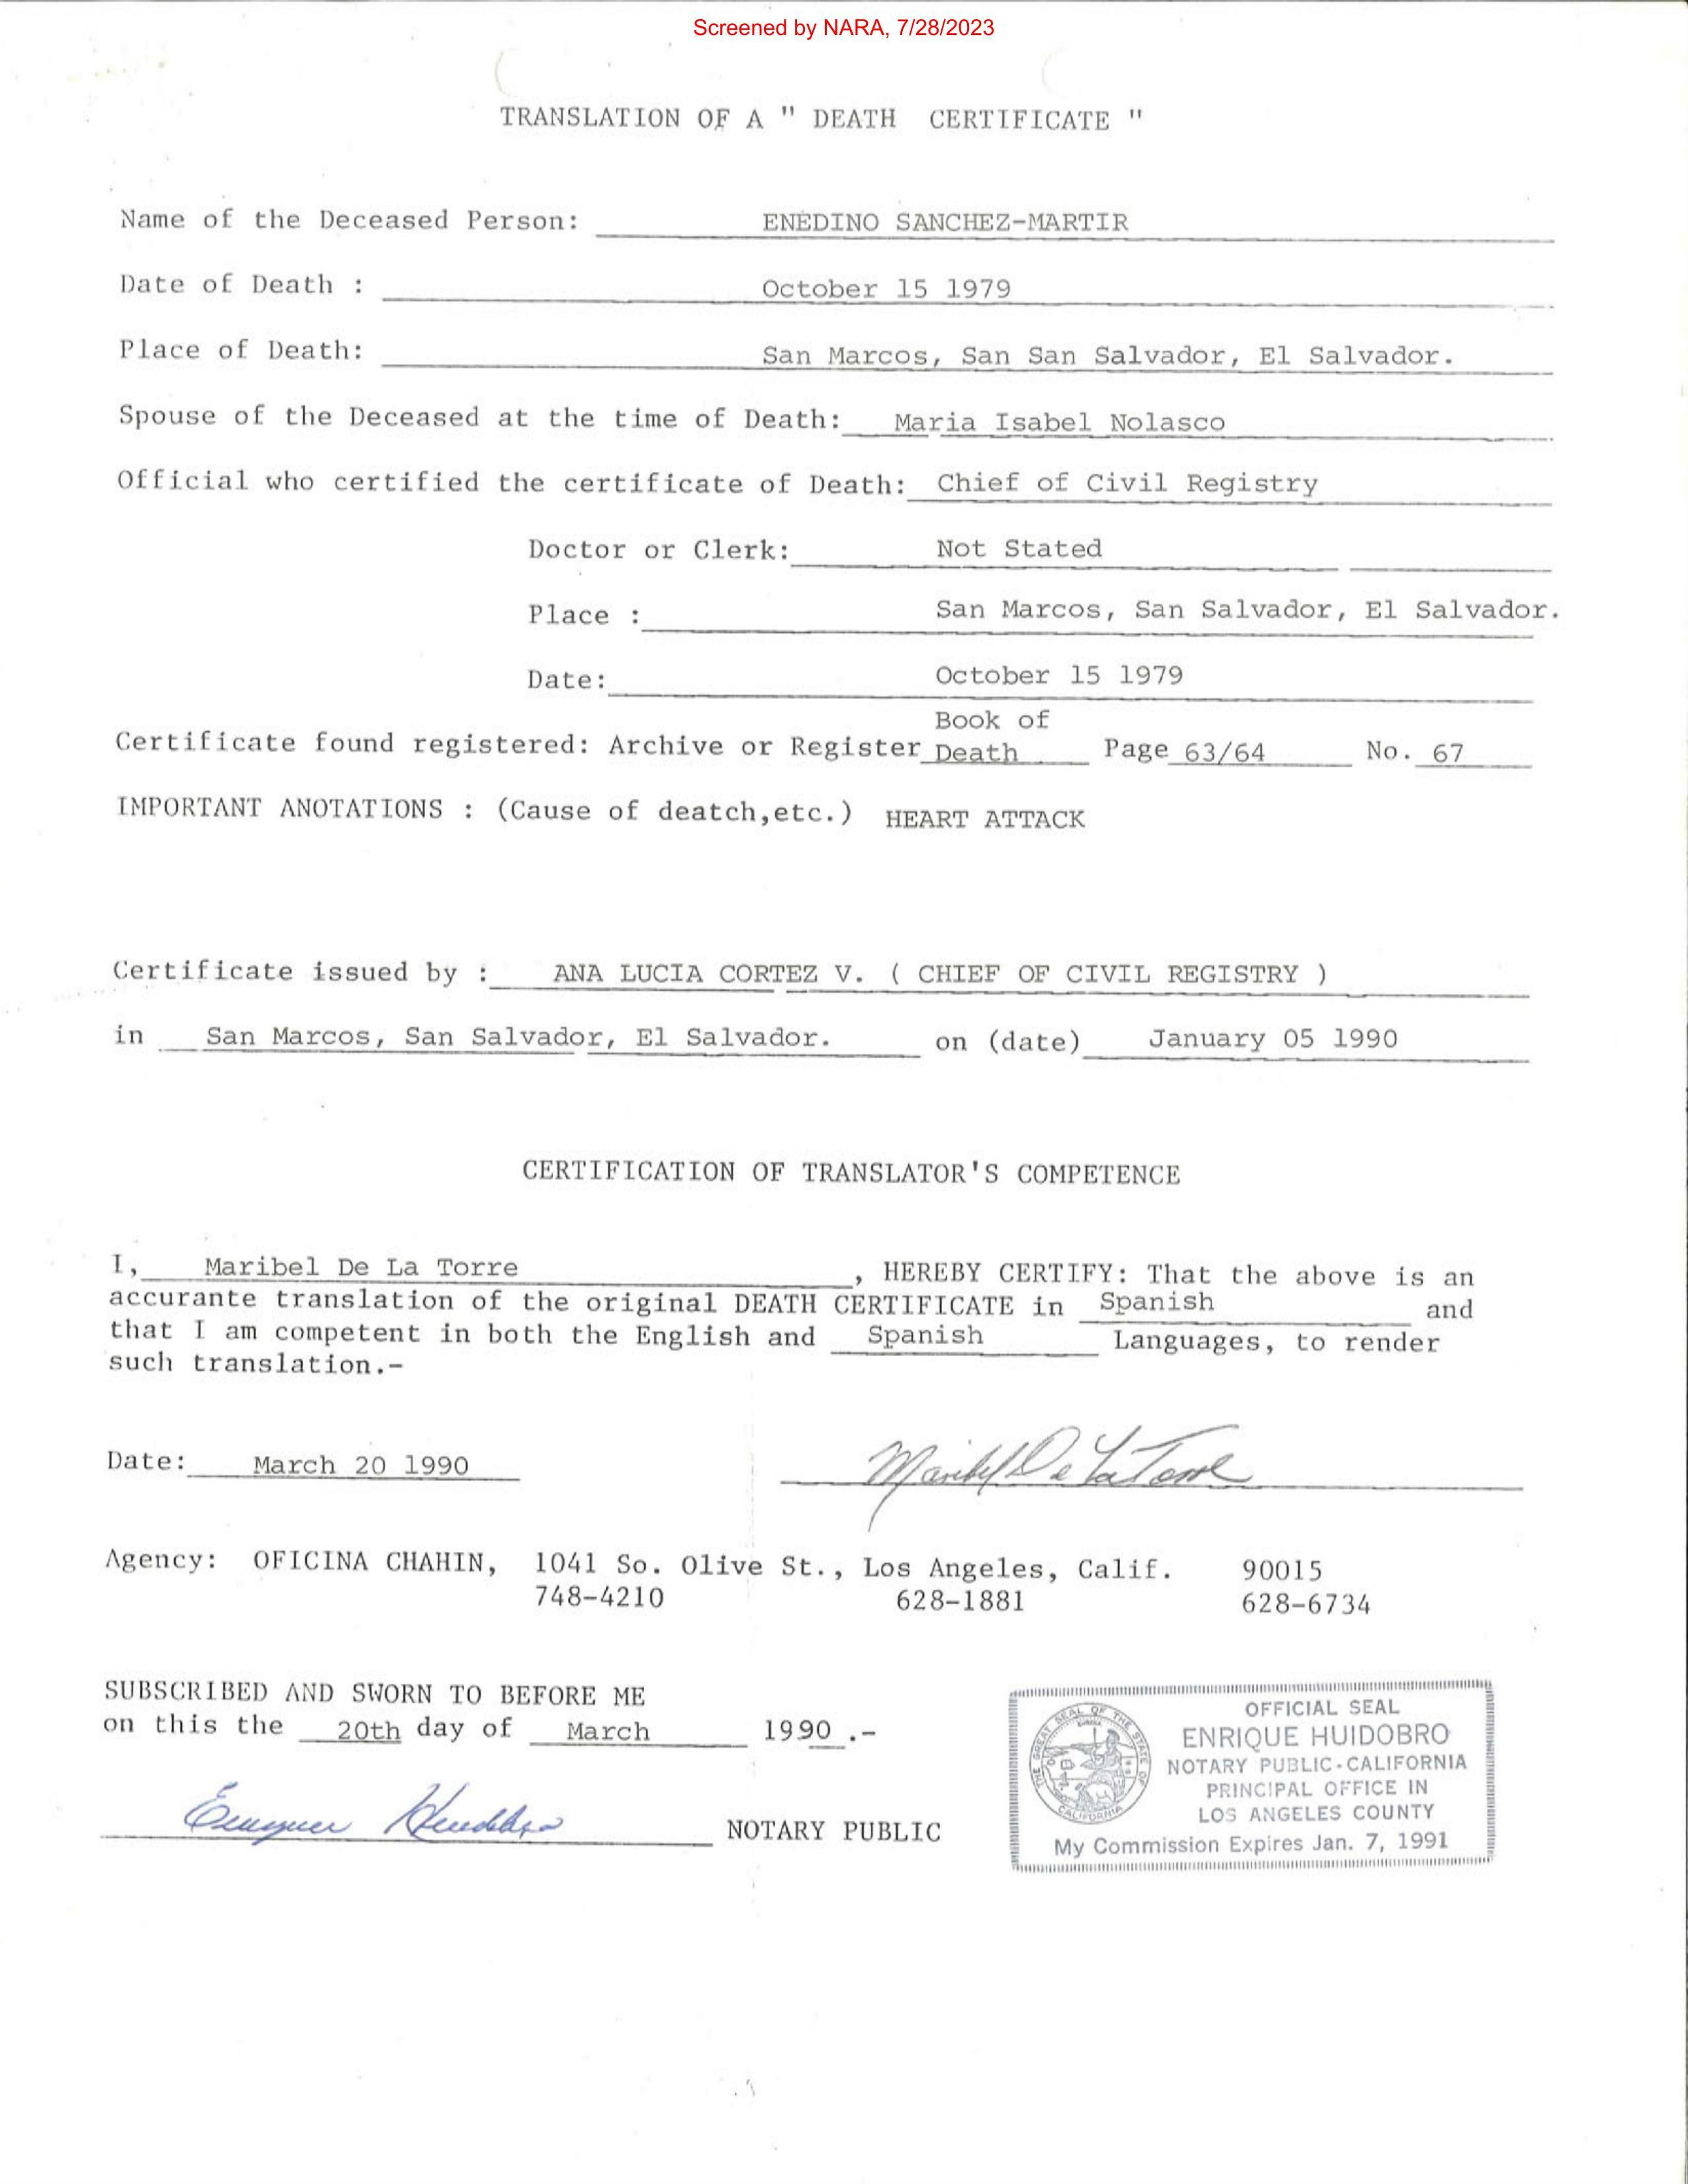 Screened by NARA, 7/28/2023
TRANSLATION OF A " DEATH CERTIFICATE "
Name of the Deceased Person: ENEDINO SANCHEZ-MARTIR
Date of Death : October 15 1979
Place of Death: San Marcos, San San Salvador, El Salvador.
Spouse of the Deceased at the time of Death: Maria Isabel Nolasco
Official who certified the certificate of Death: Chief of Civil Registry
Doctor or Clerk: Not Stated
Place : San Marcos, San Salvador, El Salvador.
Date: October 15 1979
Book of
Certificate found registered: Archive or Register Death Page 63/64 No. 67
IMPORTANT ANOTATIONS : (Cause of deatch,etc.) HEART ATTACK
Certificate issued by : ANA LUCIA CORTEZ V. ( CHIEF OF CIVIL REGISTRY )
in San Marcos, San Salvador, El Salvador. on (date) January 05 1990
CERTIFICATION OF TRANSLATOR'S COMPETENCE
I, Maribel De La Torre , HEREBY CERTIFY: That the above is an
accurante translation of the original DEATH CERTIFICATE in Spanish and
that I am competent in both the English and Spanish Languages, to render
such translation.-
Date: March 20 1990 Maribel De La Torre
Agency: OFICINA CHAHIN, 1041 So. Olive St., Los Angeles, Calif. 90015
748-4210 628-1881 628-6734
SUBSCRIBED AND SWORN TO BEFORE ME
on this the 20th day of March 1990 .-
Enrique Huidobro NOTARY PUBLIC
THE GREAT SEAL OF THE STATE OF CALIFORNIA
EUREKA
OFFICIAL SEAL
ENRIQUE HUIDOBRO
NOTARY PUBLIC-CALIFORNIA
PRINCIPAL OFFICE IN
LOS ANGELES COUNTY
My Commission Expires Jan. 7, 1991